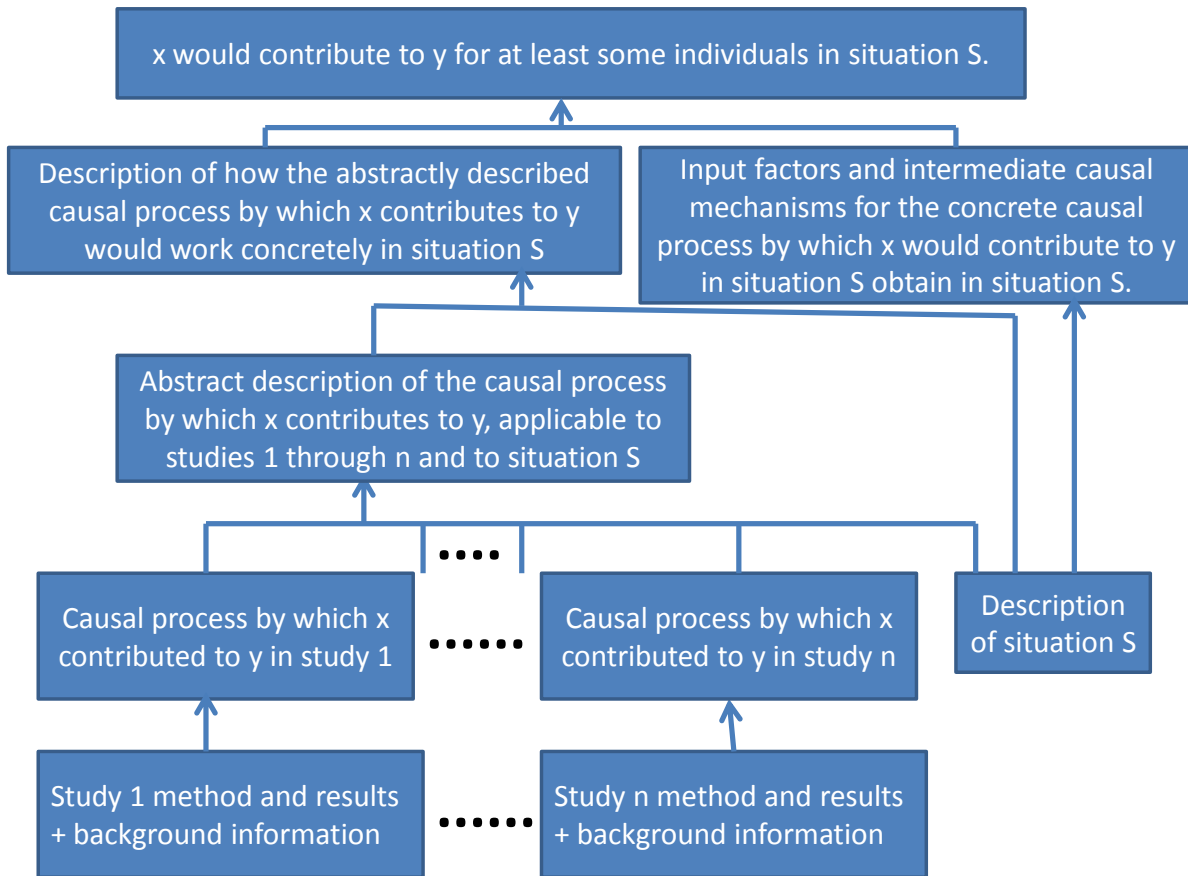 x would contribute to y for at least some individuals in situation S.
Description of how the abstractly described
causal process by which x contributes to y
would work concretely in situation S
Input factors and intermediate causal
mechanisms for the concrete causal
process by which x would contribute to y
in situation S obtain in situation S.
Abstract description of the causal process
by which x contributes to y, applicable to
studies 1 through n and to situation S
....
Causal process by which x
contributed to y in study 1
......
Causal process by which x
contributed to y in study n
Description
of situation S
Study 1 method and results
+ background information
......
Study n method and results
+ background information